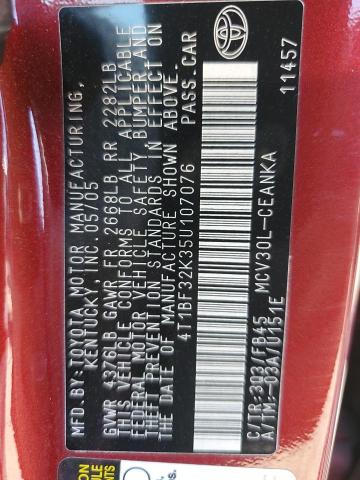 MFD. BY: TOYOTA MOTOR MANUFACTURING,
KENTUCKY, INC. 05/05
GVWR 4376LB GAWR FR 2668LB RR 2282LB
THIS VEHICLE CONFORMS TO ALL APPLICABLE
FEDERAL MOTOR VEHICLE SAFETY, BUMPER, AND
THEFT PREVENTION STANDARDS IN EFFECT ON
THE DATE OF MANUFACTURE SHOWN ABOVE.
4T1BF32K35U107076 PASS.CAR
MCV30L-CEANKA
C/TR:3Q3/FB45
A/TM:-03A/U151E 11457
TOYOTA